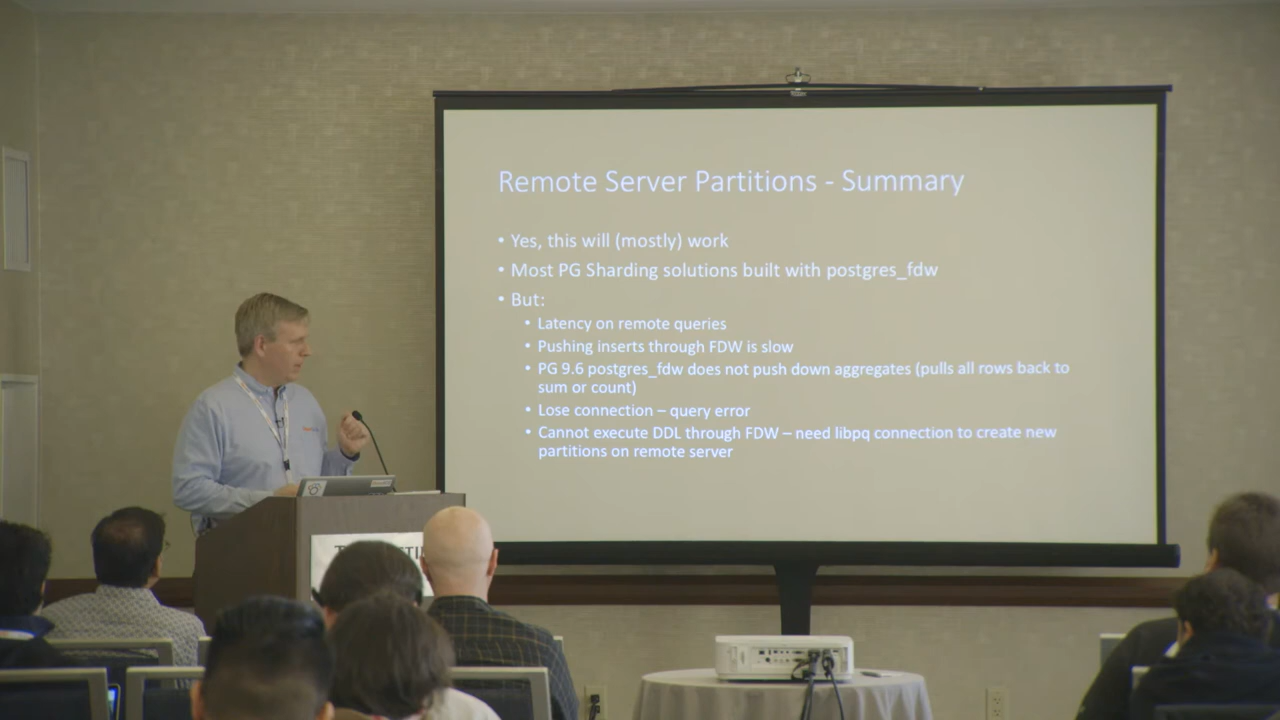 Remote Server Partitions - Summary
• Yes, this will (mostly) work
• Most PG Sharding solutions built with postgres_fdw
• But:
• Latency on remote queries
• Pushing inserts through FDW is slow
• PG 9.6 postgres_fdw does not push down aggregates (pulls all rows back to
sum or count)
• Lose connection – query error
• Cannot execute DDL through FDW – need libpq connection to create new
partitions on remote server